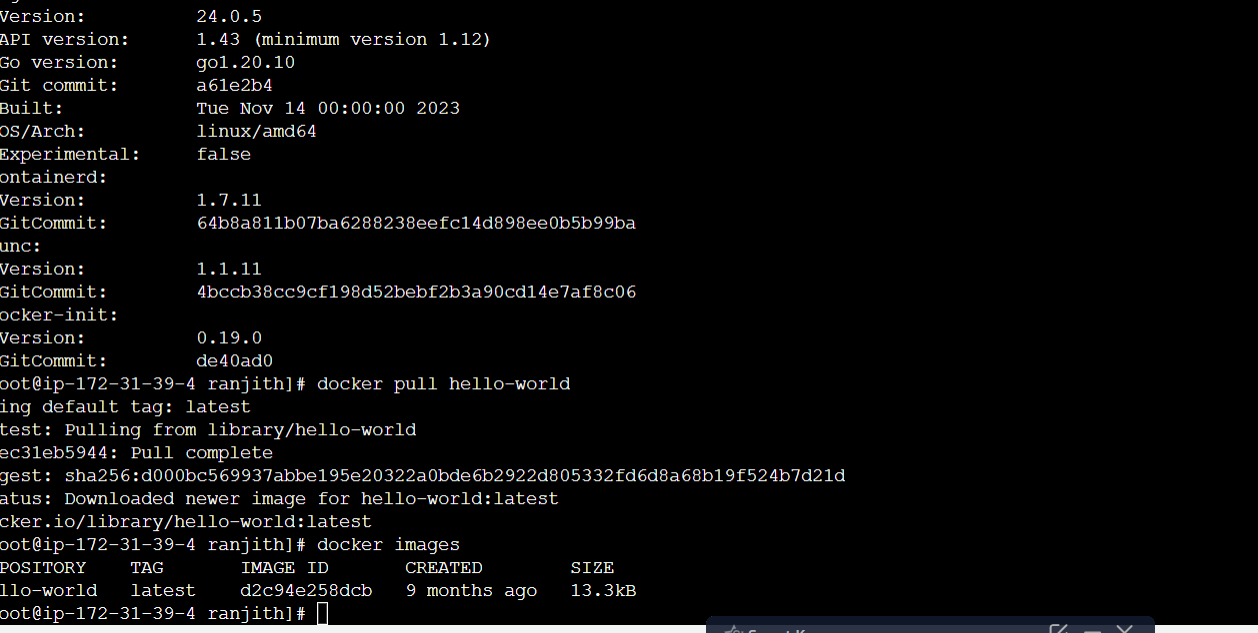 Version: 24.0.5
API version: 1.43 (minimum version 1.12)
Go version: go1.20.10
Git commit: a61e2b4
Built: Tue Nov 14 00:00:00 2023
OS/Arch: linux/amd64
Experimental: false
ontainerd:
Version: 1.7.11
GitCommit: 64b8a811b07ba6288238eefc14d898ee0b5b99ba
unc:
Version: 1.1.11
GitCommit: 4bccb38cc9cf198d52bebf2b3a90cd14e7af8c06
ocker-init:
Version: 0.19.0
GitCommit: de40ad0
oot@ip-172-31-39-4 ranjith]# docker pull hello-world
ing default tag: latest
test: Pulling from library/hello-world
ec31eb5944: Pull complete
gest: sha256:d000bc569937abbe195e20322a0bde6b2922d805332fd6d8a68b19f524b7d21d
atus: Downloaded newer image for hello-world:latest
cker.io/library/hello-world:latest
oot@ip-172-31-39-4 ranjith]# docker images
POSITORY TAG IMAGE ID CREATED SIZE
llo-world latest d2c94e258dcb 9 months ago 13.3kB
oot@ip-172-31-39-4 ranjith]#